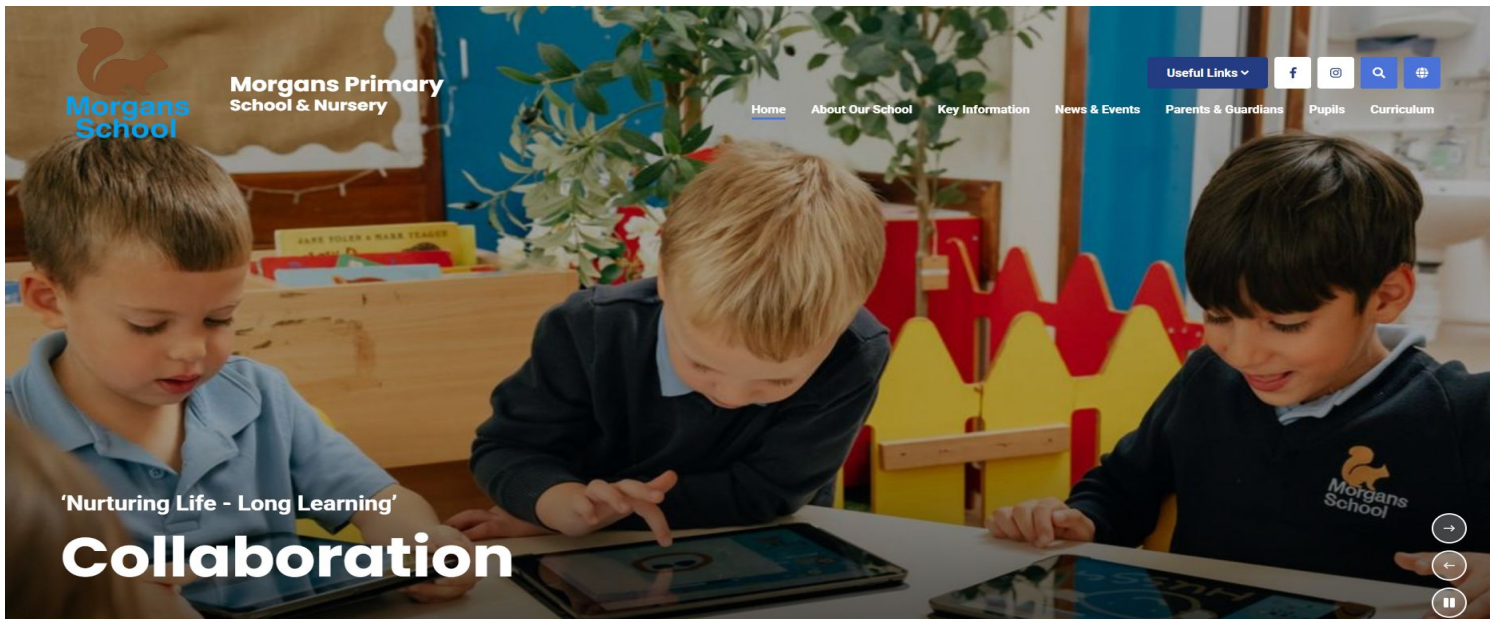 Morgans
School
Morgans Primary
School & Nursery
Useful Links
Home About Our School Key Information News & Events Parents & Guardians Pupils Curriculum
JANE YOLEN & MARK TEAGUE
Morgans
School
‘Nurturing Life - Long Learning’
Collaboration